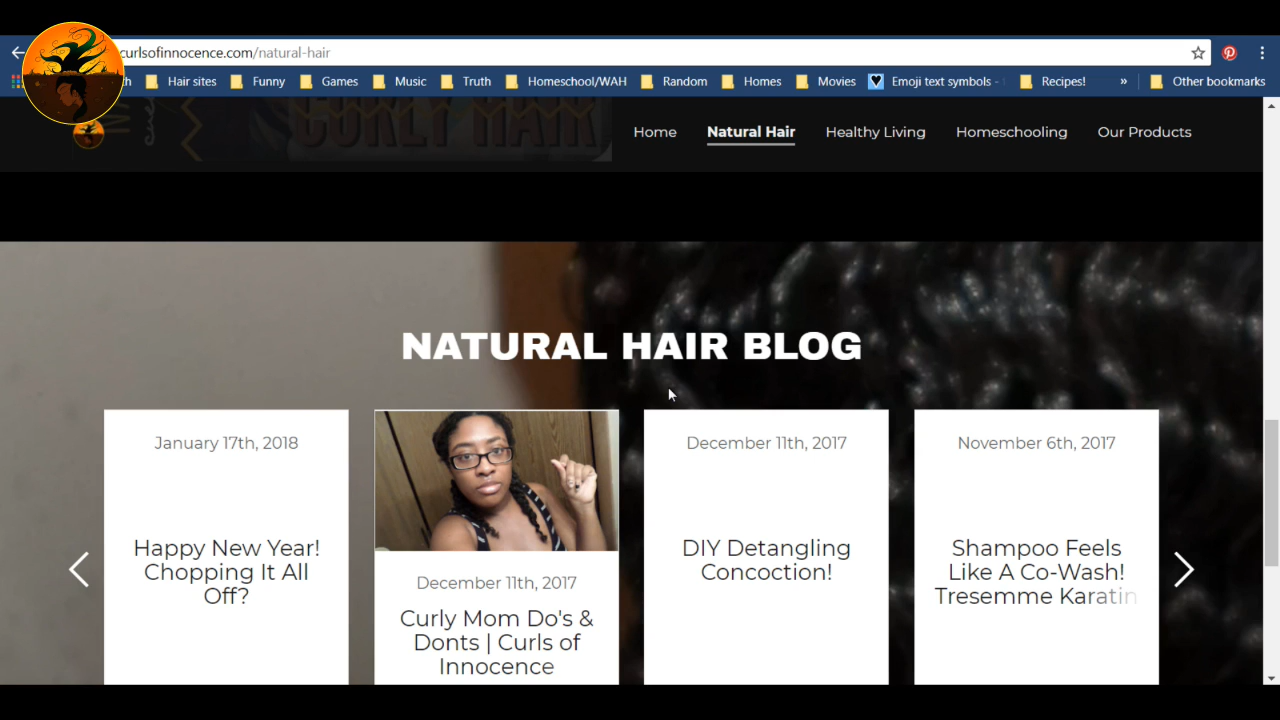 curlsofinnocence.com/natural-hair
Hair sites Funny Games Music Truth Homeschool/WAH Random Homes Movies Emoji text symbols - Recipes! » Other bookmarks
CURLY HAIR
Home Natural Hair Healthy Living Homeschooling Our Products
NATURAL HAIR BLOG
January 17th, 2018
Happy New Year!
Chopping It All
Off?
December 11th, 2017
Curly Mom Do's &
Donts | Curls of
Innocence
December 11th, 2017
DIY Detangling
Concoction!
November 6th, 2017
Shampoo Feels
Like A Co-Wash!
Tresemme Karatin